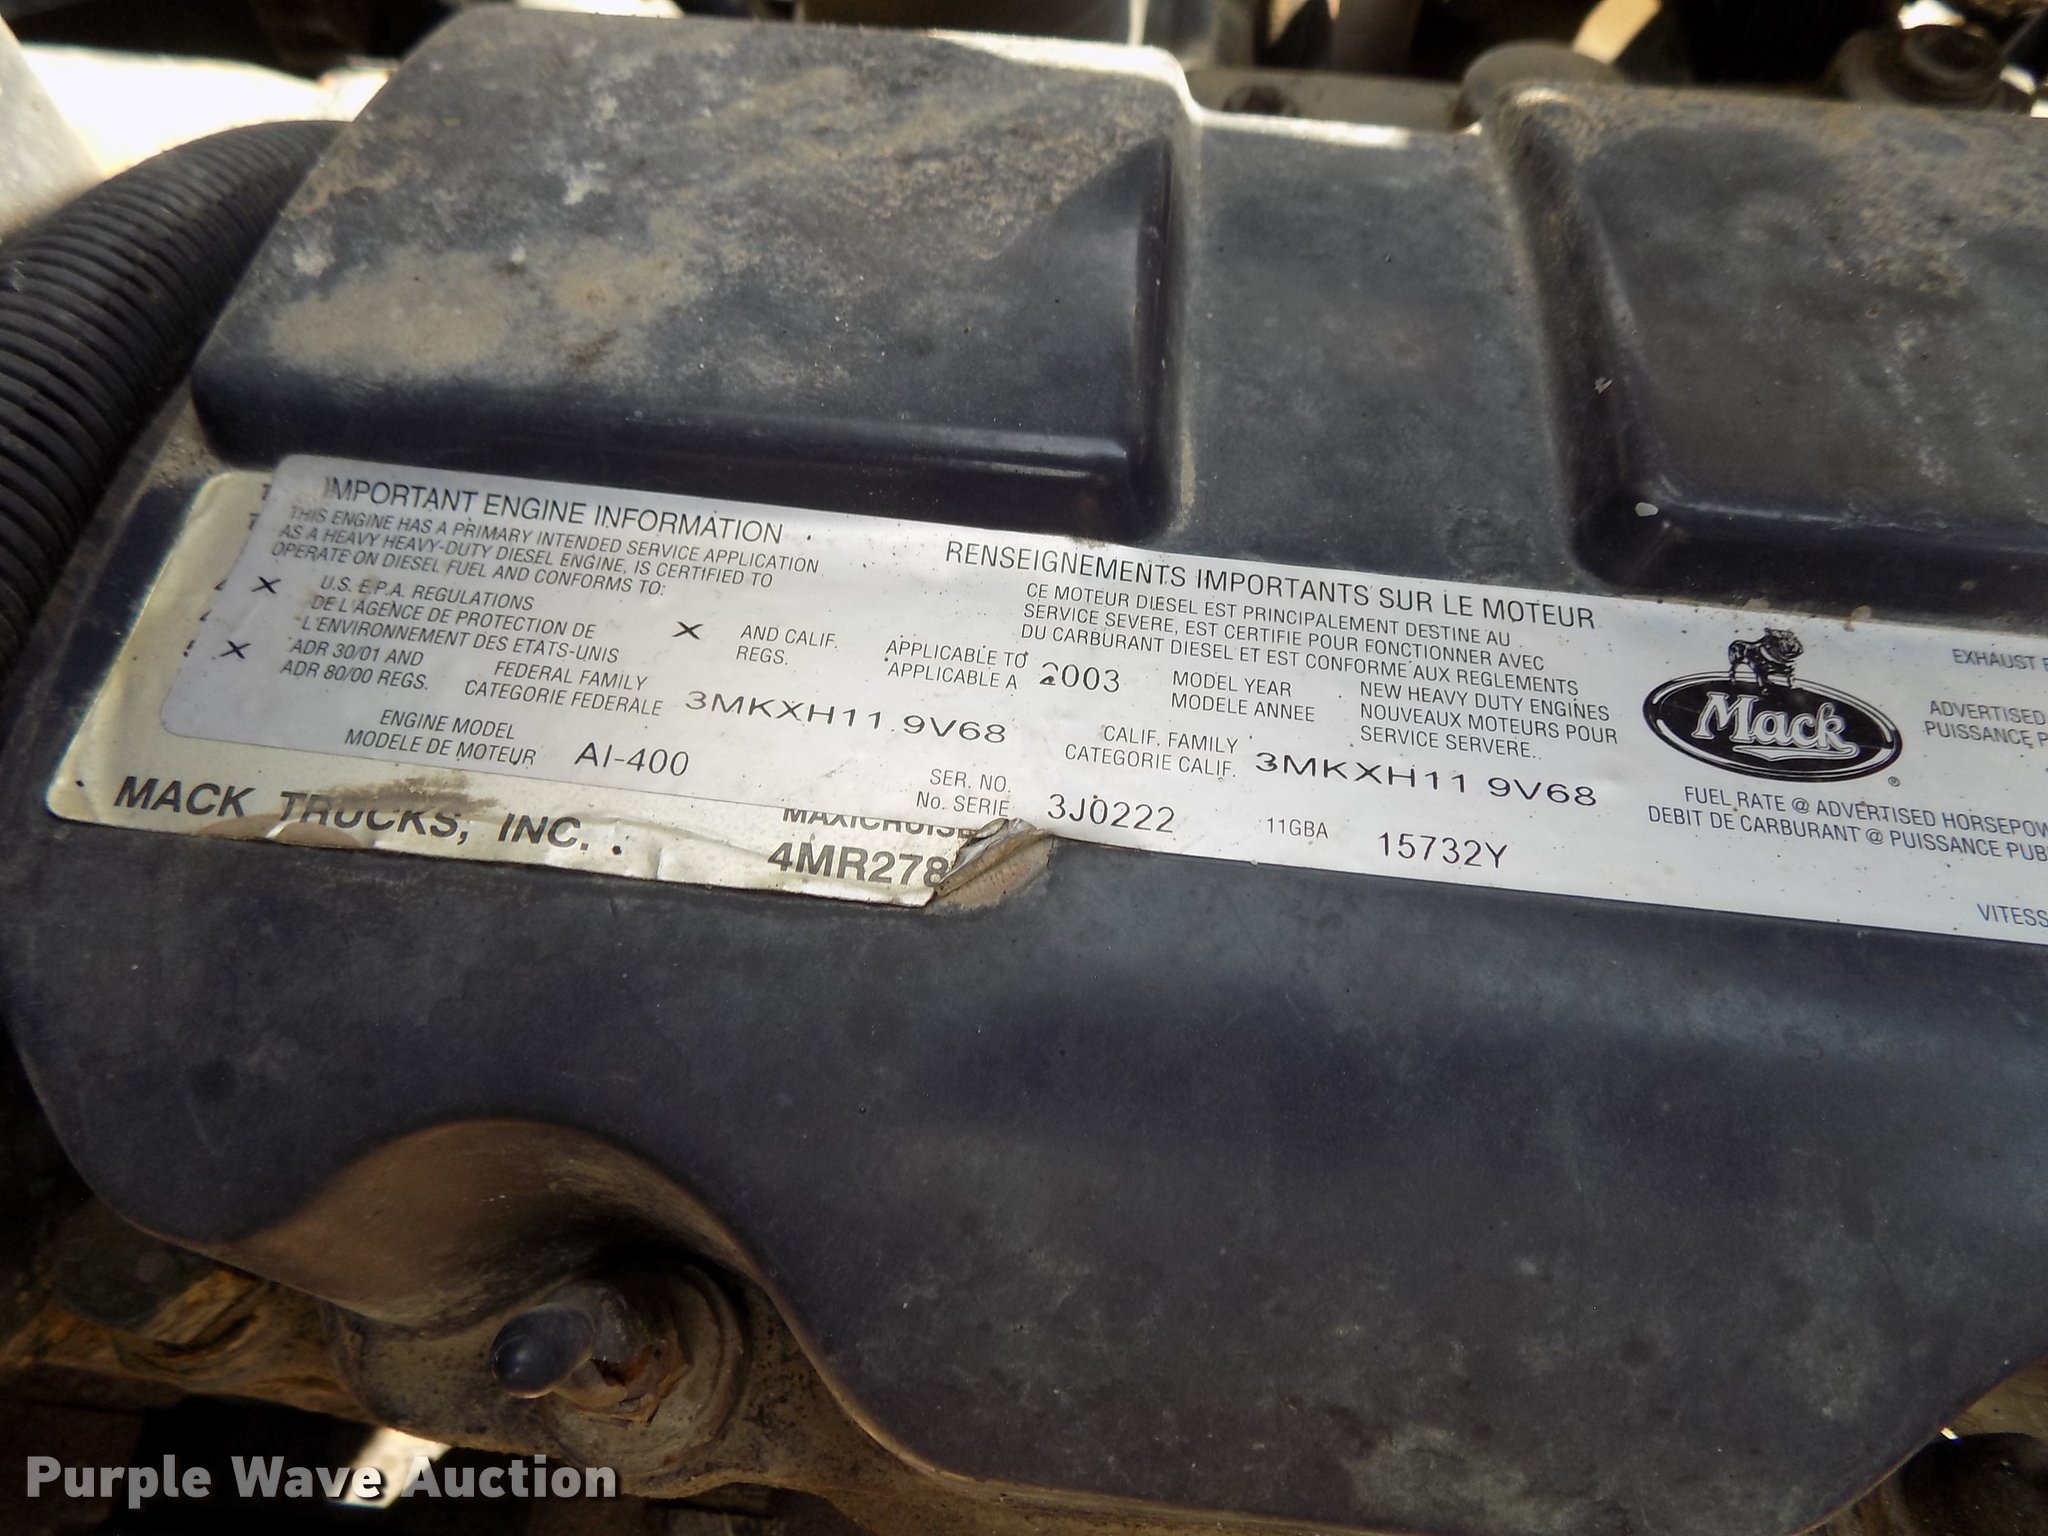 IMPORTANT ENGINE INFORMATION
THIS ENGINE HAS A PRIMARY INTENDED SERVICE APPLICATION
AS A HEAVY HEAVY-DUTY DIESEL ENGINE, IS CERTIFIED TO
OPERATE ON DIESEL FUEL AND CONFORMS TO:
X U.S. E.P.A. REGULATIONS
DE L'AGENCE DE PROTECTION DE
L'ENVIRONNEMENT DES ETATS-UNIS
X AND CALIF.
REGS.
X ADR 30/01 AND
ADR 80/00 REGS.
FEDERAL FAMILY
CATEGORIE FEDERALE 3MKXH11.9V68
ENGINE MODEL
MODELE DE MOTEUR AI-400
RENSEIGNEMENTS IMPORTANTS SUR LE MOTEUR
CE MOTEUR DIESEL EST PRINCIPALEMENT DESTINE AU
SERVICE SEVERE, EST CERTIFIE POUR FONCTIONNER AVEC
DU CARBURANT DIESEL ET EST CONFORME AUX REGLEMENTS
APPLICABLE TO
APPLICABLE A 2003
MODEL YEAR
MODELE ANNEE
NEW HEAVY DUTY ENGINES
NOUVEAUX MOTEURS POUR
SERVICE SERVERE..
CALIF. FAMILY
CATEGORIE CALIF. 3MKXH11.9V68
SER. NO.
No. SERIE 3J0222 11GBA 15732Y
Mack
®
EXHAUST
ADVERTISED
PUISSANCE
FUEL RATE @ ADVERTISED
DEBIT DE CARBURANT @ PUISSANCE
MACK TRUCKS, INC.
4MR278
Purple Wave Auction